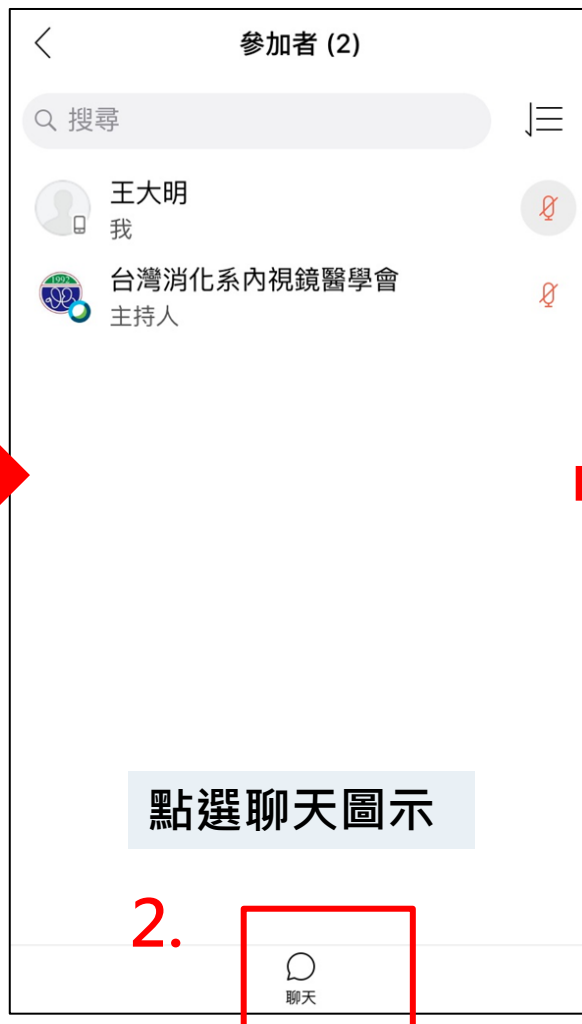 參加者 (2)
搜尋
王大明
我
1992
台灣消化系內視鏡醫學會
主持人
點選聊天圖示
2.
聊天